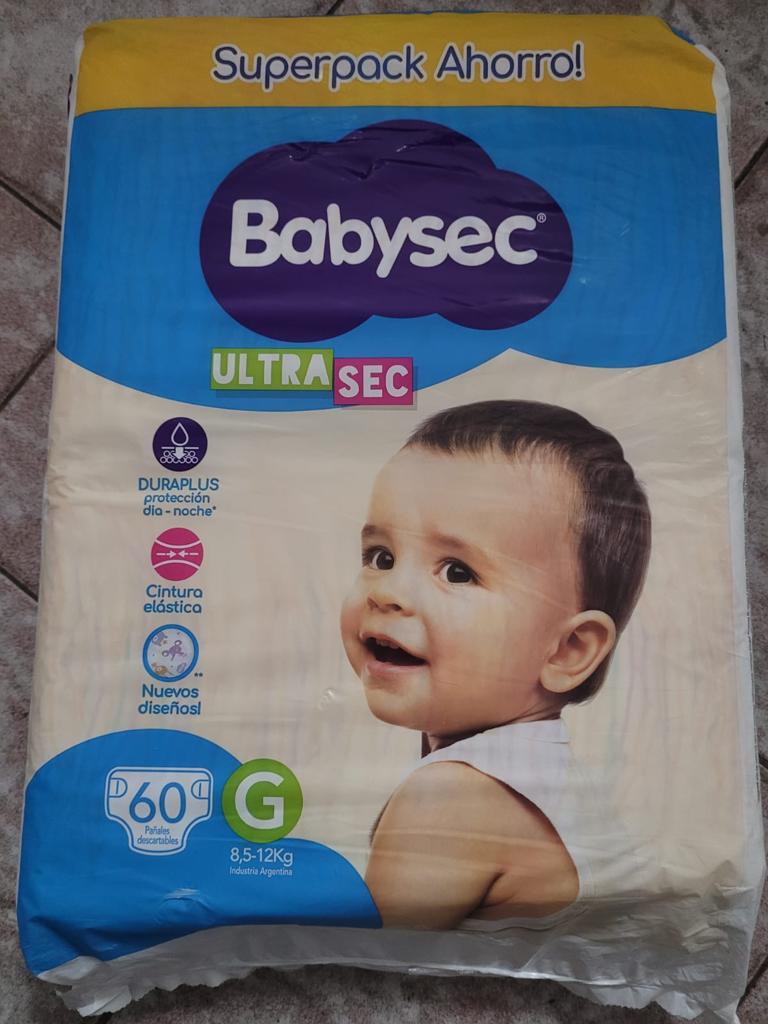 Superpack Ahorro!
Babysec®
ULTRA
SEC
DURAPLUS
protección
dia - noche*
Cintura
elástica
**
Nuevos
diseños!
60
Pañales
descartables
G
8,5-12Kg
Industria Argentina